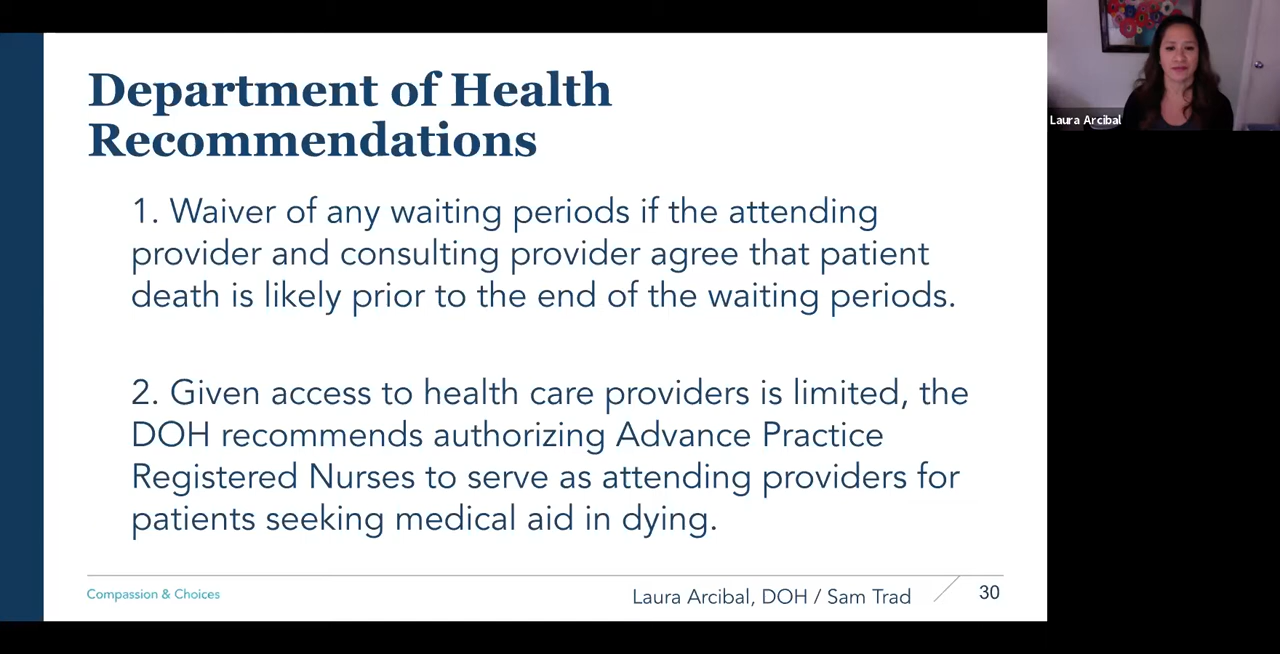 Department of Health
Recommendations
1. Waiver of any waiting periods if the attending
provider and consulting provider agree that patient
death is likely prior to the end of the waiting periods.
2. Given access to health care providers is limited, the
DOH recommends authorizing Advance Practice
Registered Nurses to serve as attending providers for
patients seeking medical aid in dying.
Compassion & Choices
Laura Arcibal, DOH / Sam Trad
30
Laura Arcibal